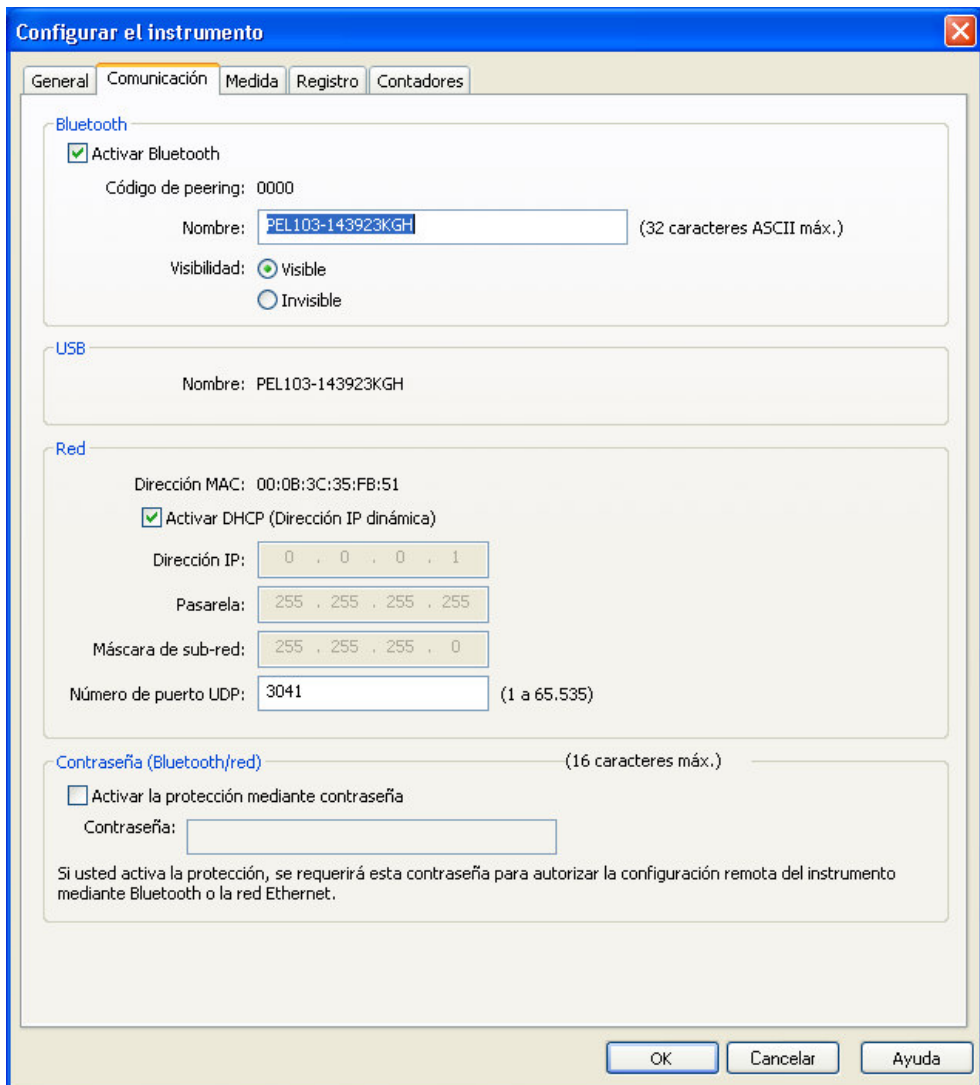 Configurar el instrumento
General Comunicación Medida Registro Contadores
Bluetooth
Activar Bluetooth
Código de peering: 0000
Nombre: PEL103-143923KGH (32 caracteres ASCII máx.)
Visibilidad: Visible
Invisible
USB
Nombre: PEL103-143923KGH
Red
Dirección MAC: 00:0B:3C:35:FB:51
Activar DHCP (Dirección IP dinámica)
Dirección IP: 0 . 0 . 0 . 1
Pasarela: 255 . 255 . 255 . 255
Máscara de sub-red: 255 . 255 . 255 . 0
Número de puerto UDP: 3041 (1 a 65.535)
Contraseña (Bluetooth/red) (16 caracteres máx.)
Activar la protección mediante contraseña
Contraseña:
Si usted activa la protección, se requerirá esta contraseña para autorizar la configuración remota del instrumento
mediante Bluetooth o la red Ethernet.
OK Cancelar Ayuda